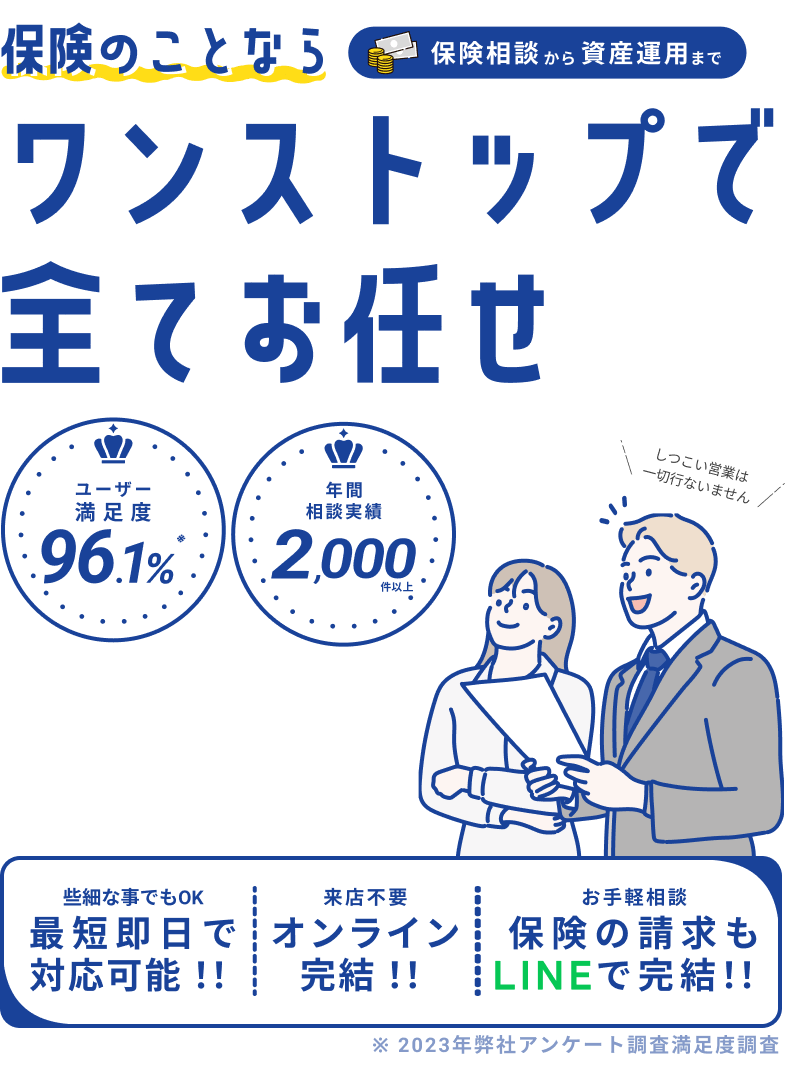 保険のことなら
保険相談から資産運用まで
ワンストップで
全てお任せ
ユーザー
満足度
96.1%※
年間
相談実績
2,000
件以上
しつこい営業は
一切行ないません
些細な事でもOK
最短即日で
対応可能!!
来店不要
オンライン
完結!!
お手軽相談
保険の請求も
LINEで完結!!
※ 2023年弊社アンケート調査満足度調査